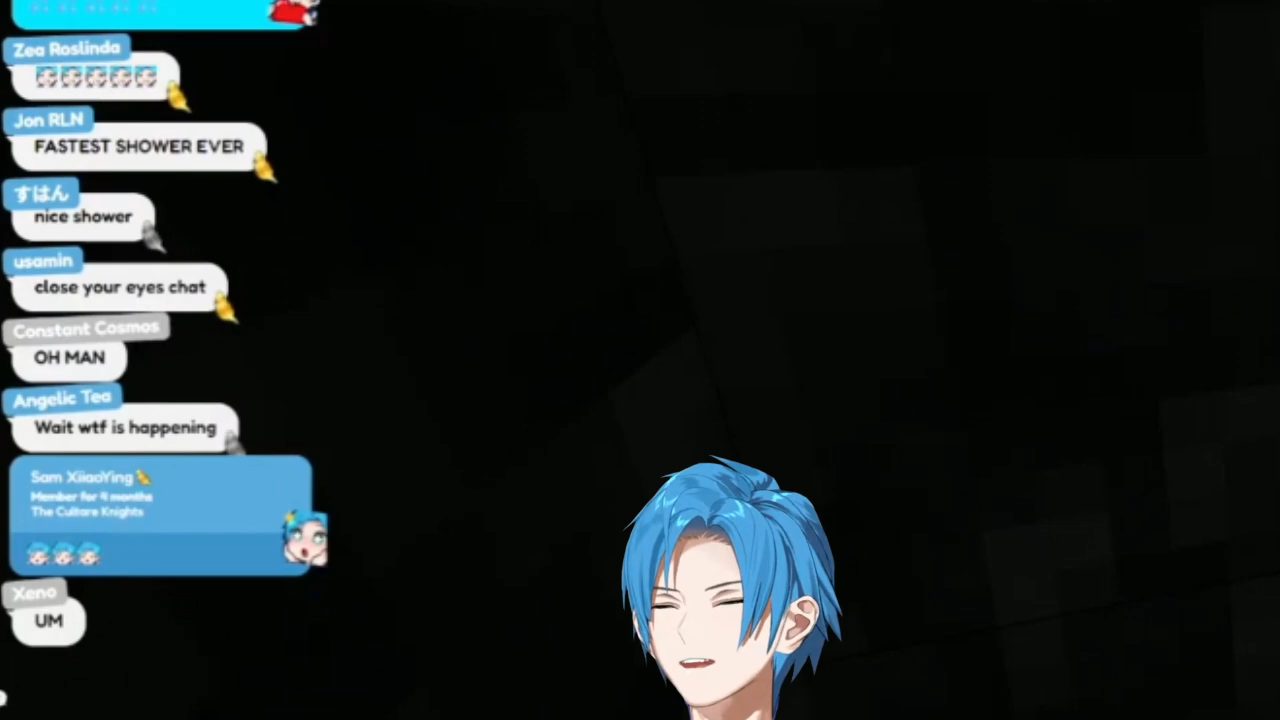 Zea Roslinda
Jon RLN
FASTEST SHOWER EVER
すはん
nice shower
usamin
close your eyes chat
Constant Cosmos
OH MAN
Angelic Tea
Wait wtf is happening
Sam XiiaoYing
Member for 4 months
The Culture Knights
Xeno
UM